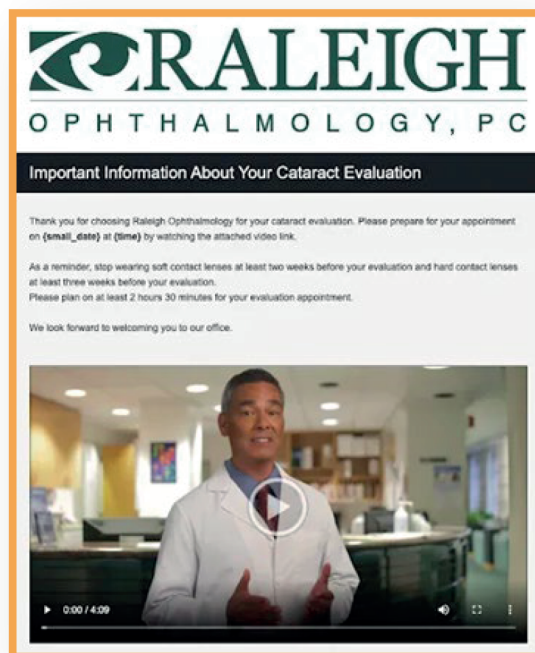 RALEIGH
OPHTHALMOLOGY, PC
Important Information About Your Cataract Evaluation
Thank you for choosing Raleigh Ophthalmology for your cataract evaluation. Please prepare for your appointment
on {small_date} at {time} by watching the attached video link.
As a reminder, stop wearing soft contact lenses at least two weeks before your evaluation and hard contact lenses
at least three weeks before your evaluation.
Please plan on at least 2 hours 30 minutes for your evaluation appointment.
We look forward to welcoming you to our office.
0:00 / 4:09